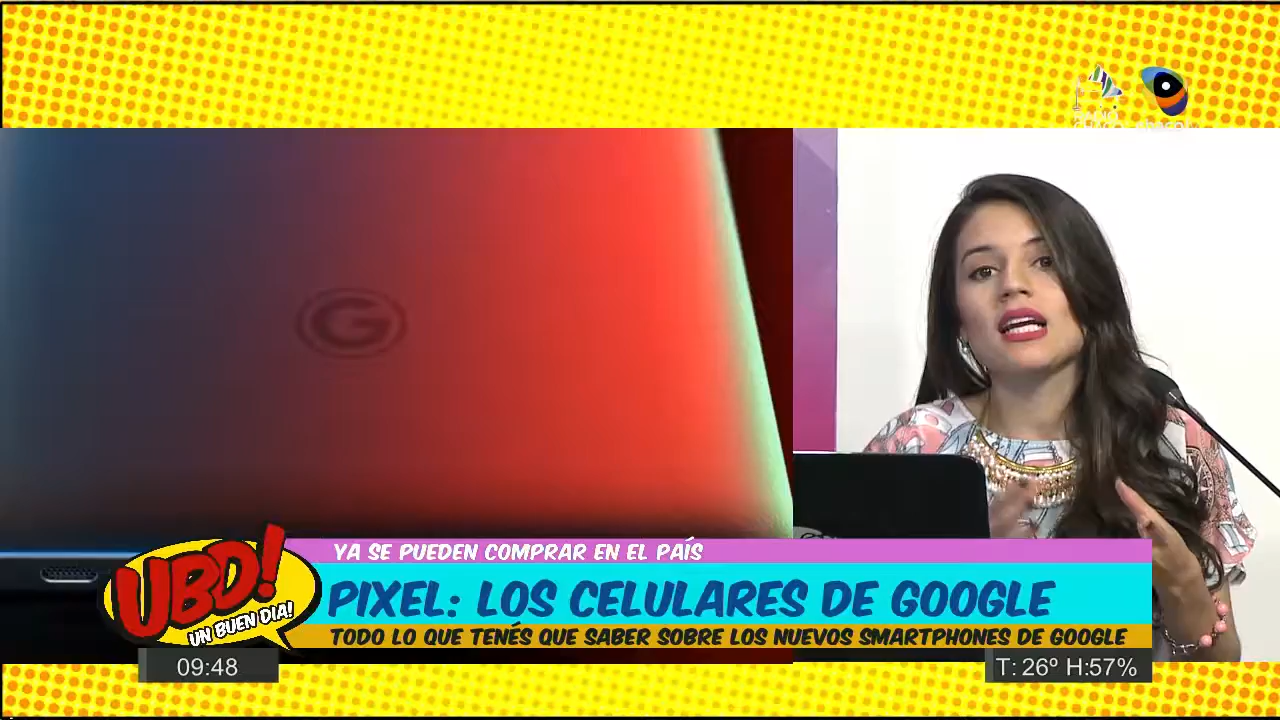 G
YA SE PUEDEN COMPRAR EN EL PAÍS
UBD!
UN BUEN DIA!
PIXEL: LOS CELULARES DE GOOGLE
TODO LO QUE TENÉS QUE SABER SOBRE LOS NUEVOS SMARTPHONES DE GOOGLE
09:48
T: 26º H:57%